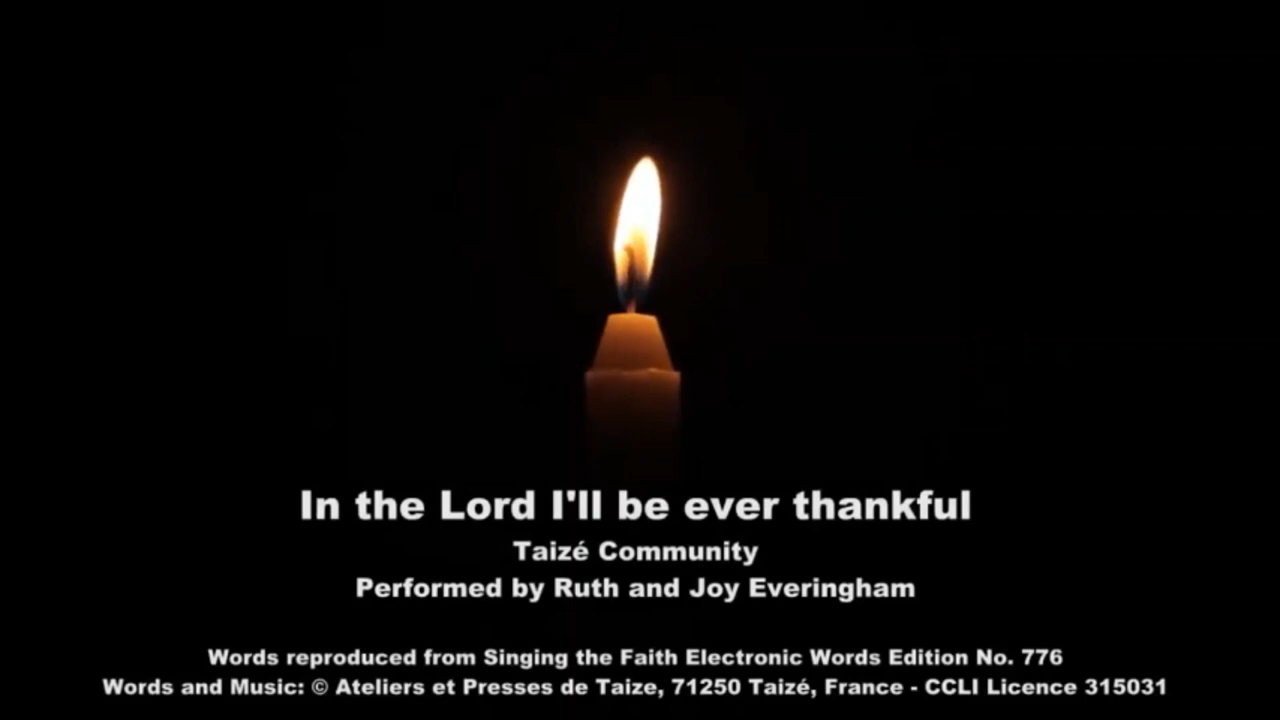 In the Lord I'll be ever thankful
Taizé Community
Performed by Ruth and Joy Everingham
Words reproduced from Singing the Faith Electronic Words Edition No. 776
Words and Music: © Ateliers et Presses de Taize, 71250 Taizé, France - CCLI Licence 315031